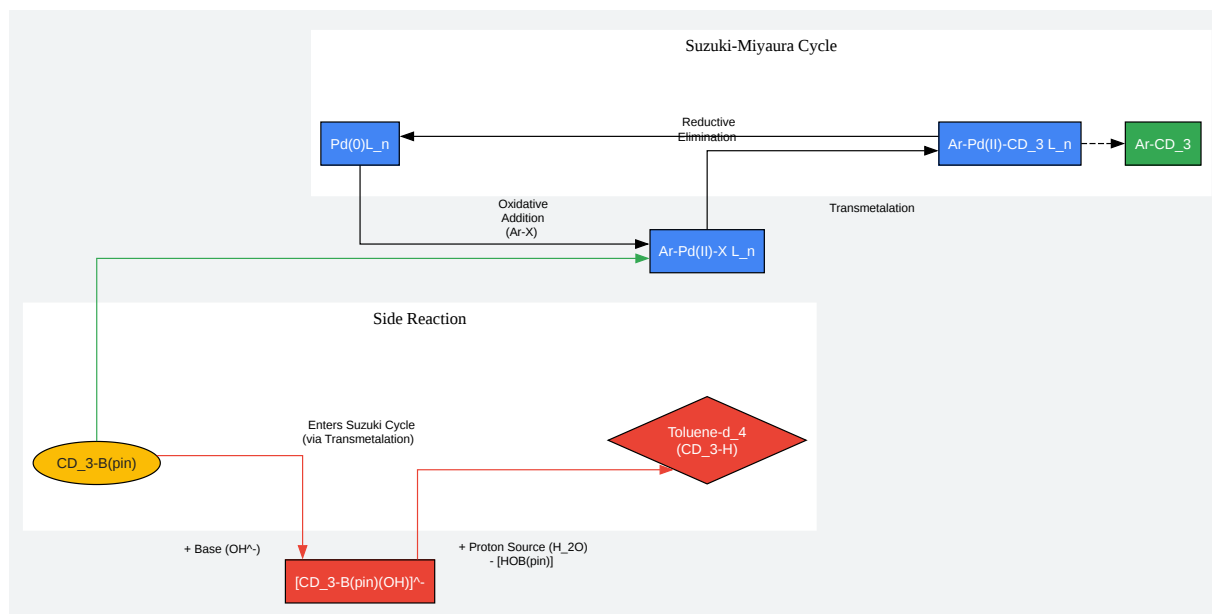 Suzuki-Miyaura Cycle
Reductive
Elimination
Pd(0)L_n
Ar-Pd(II)-CD_3 L_n
Ar-CD_3
Oxidative
Addition
(Ar-X)
Transmetalation
Ar-Pd(II)-X L_n
Side Reaction
Enters Suzuki Cycle
(via Transmetalation)
Toluene-d_4
(CD_3-H)
CD_3-B(pin)
+ Base (OH^-)
+ Proton Source (H_2O)
- [HOB(pin)]
[CD_3-B(pin)(OH)]^-